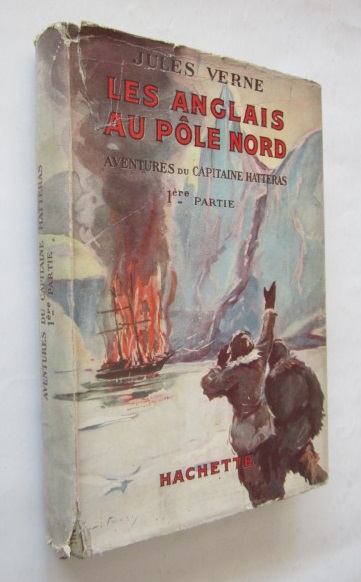 JULES VERNE
LES ANGLAIS
AU PÔLE NORD
AVENTURES DU CAPITAINE HATTERAS
1ère PARTIE
HACHETTE
AVENTURES DU CAPITAINE HATTERAS
1ère PARTIE